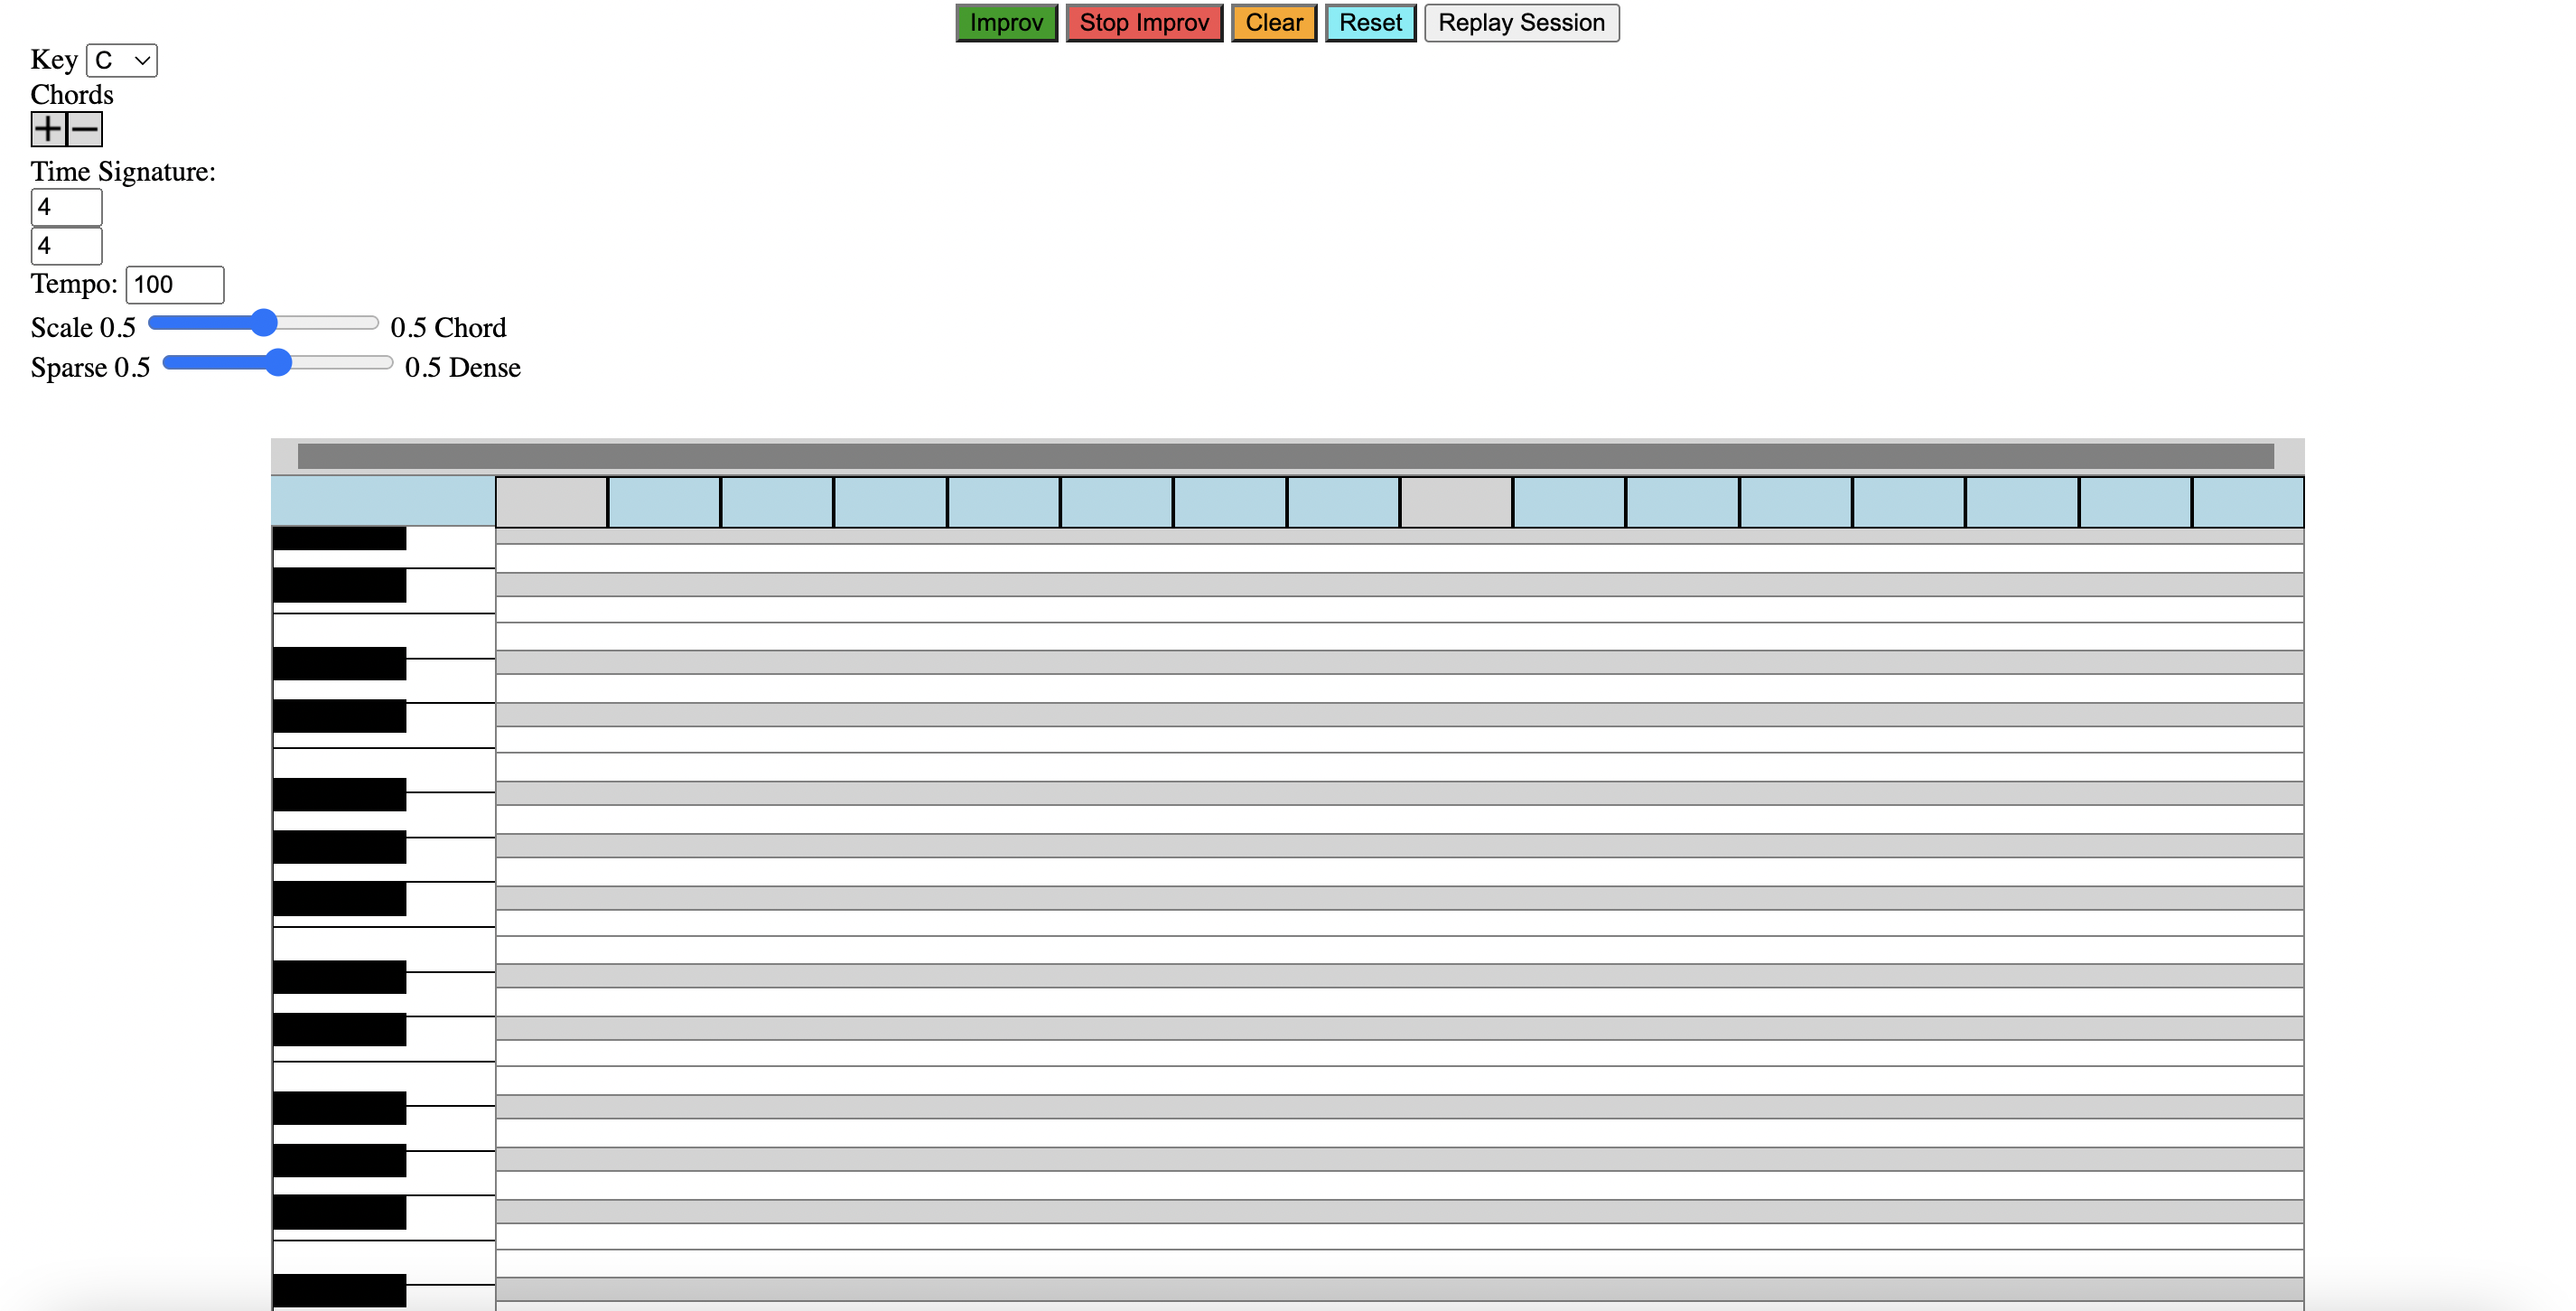 Improv Stop Improv Clear Reset Replay Session
Key C
Chords
+ −
Time Signature:
4
4
Tempo: 100
Scale 0.5 0.5 Chord
Sparse 0.5 0.5 Dense